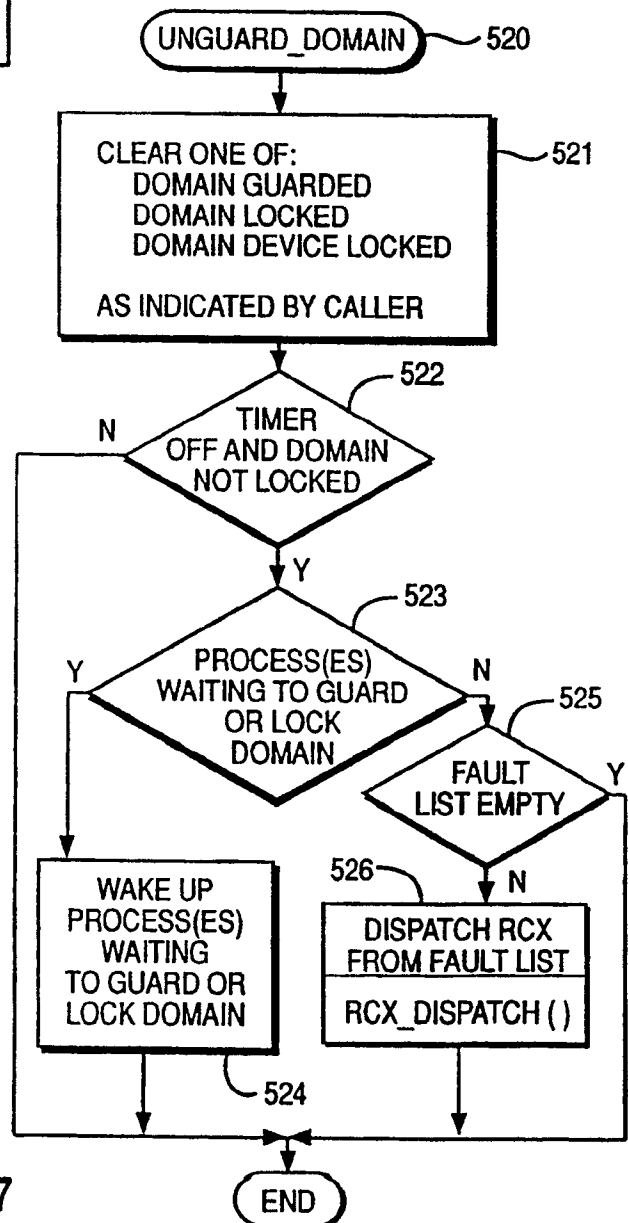 UNGUARD_DOMAIN
520
CLEAR ONE OF:
DOMAIN GUARDED
DOMAIN LOCKED
DOMAIN DEVICE LOCKED
AS INDICATED BY CALLER
521
522
N
TIMER
OFF AND DOMAIN
NOT LOCKED
Y
523
Y
PROCESS(ES)
WAITING TO GUARD
OR LOCK
DOMAIN
N
525
FAULT
LIST EMPTY
Y
N
526
WAKE UP
PROCESS(ES)
WAITING
TO GUARD OR
LOCK DOMAIN
524
DISPATCH RCX
FROM FAULT LIST
RCX_DISPATCH ( )
7
END